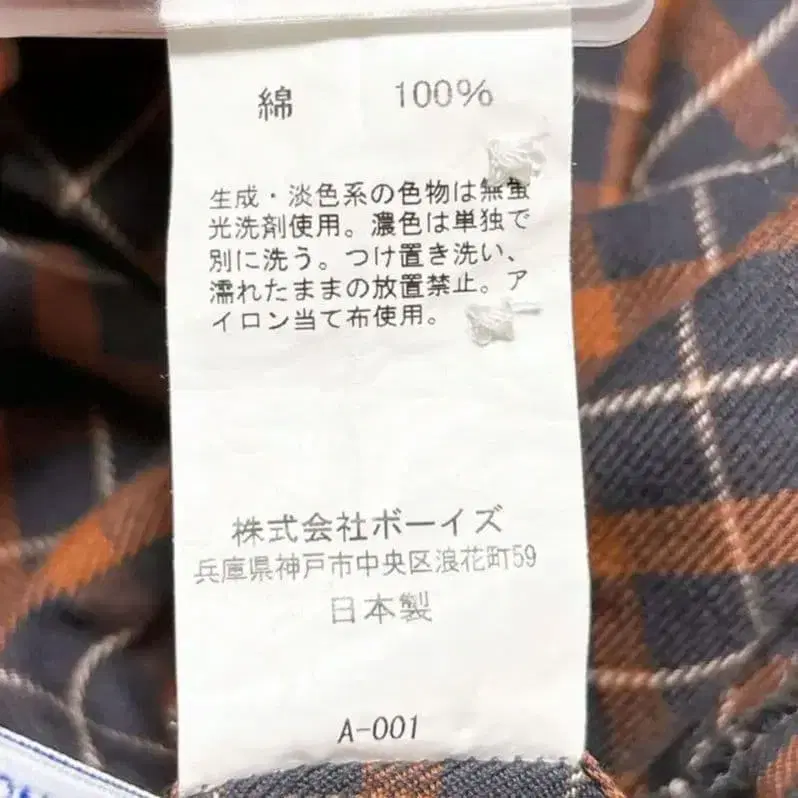 綿 100%
生成・淡色系の色物は無蛍
光洗剤使用。濃色は単独で
別に洗う。つけ置き洗い、
濡れたままの放置禁止。ア
イロン当て布使用。
株式会社ボーイズ
兵庫県神戸市中央区浪花町59
日本製
A-001